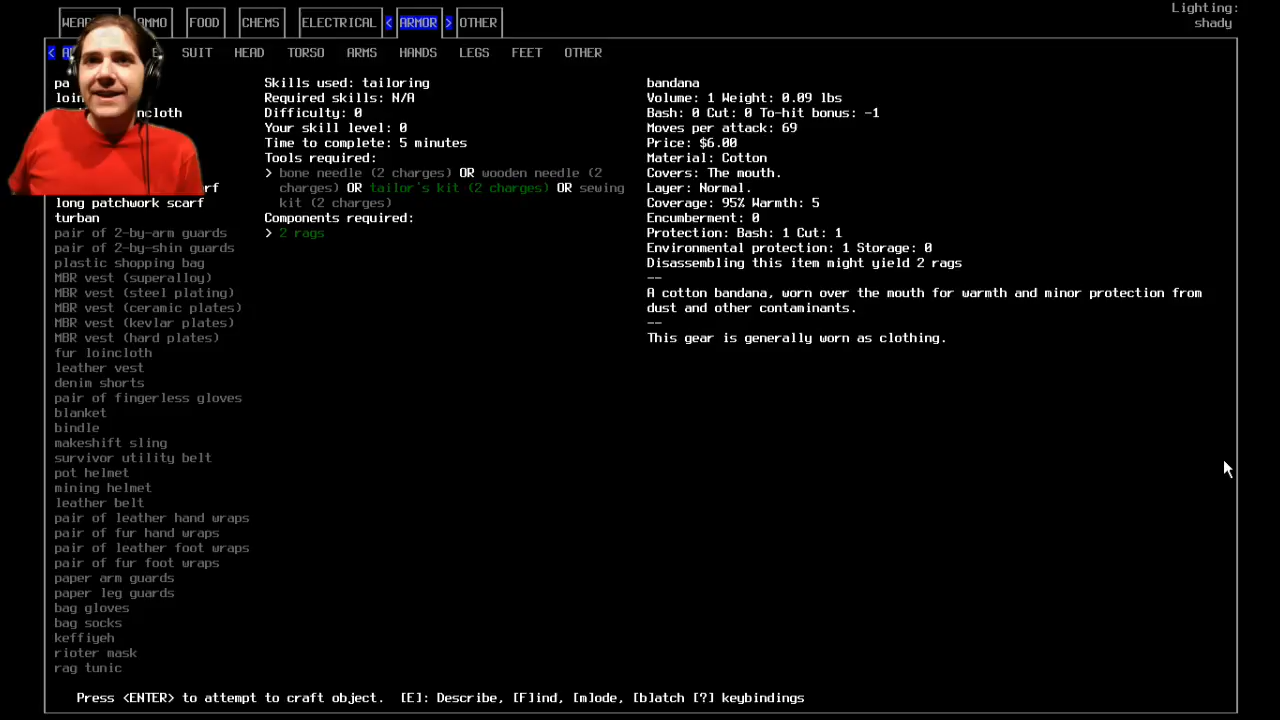 AMMO FOOD CHEMS ELECTRICAL < ARMOR > OTHER
Lighting:
shady
< SUIT HEAD TORSO ARMS HANDS LEGS FEET OTHER
Skills used: tailoring
Required skills: N/A
Difficulty: 0
Your skill level: 0
Time to complete: 5 minutes
Tools required:
> bone needle (2 charges) OR wooden needle (2
charges) OR tailor's kit (2 charges) OR sewing
kit (2 charges)
Components required:
> 2 rags
bandana
Volume: 1 Weight: 0.09 lbs
Bash: 0 Cut: 0 To-hit bonus: -1
Moves per attack: 69
Price: $6.00
Material: Cotton
Covers: The mouth.
Layer: Normal.
Coverage: 95% Warmth: 5
Encumberment: 0
Protection: Bash: 1 Cut: 1
Environmental protection: 1 Storage: 0
Disassembling this item might yield 2 rags
--
A cotton bandana, worn over the mouth for warmth and minor protection from
dust and other contaminants.
--
This gear is generally worn as clothing.
long patchwork scarf
turban
pair of 2-by-arm guards
pair of 2-by-shin guards
plastic shopping bag
MBR vest (superalloy)
MBR vest (steel plating)
MBR vest (ceramic plates)
MBR vest (kevlar plates)
MBR vest (hard plates)
fur loincloth
leather vest
denim shorts
pair of fingerless gloves
blanket
bindle
makeshift sling
survivor utility belt
pot helmet
mining helmet
leather belt
pair of leather hand wraps
pair of fur hand wraps
pair of leather foot wraps
pair of fur foot wraps
paper arm guards
paper leg guards
bag gloves
bag socks
keffiyeh
rioter mask
rag tunic
Press <ENTER> to attempt to craft object. [E]: Describe, [F]ind, [m]ode, [b]atch [?] keybindings